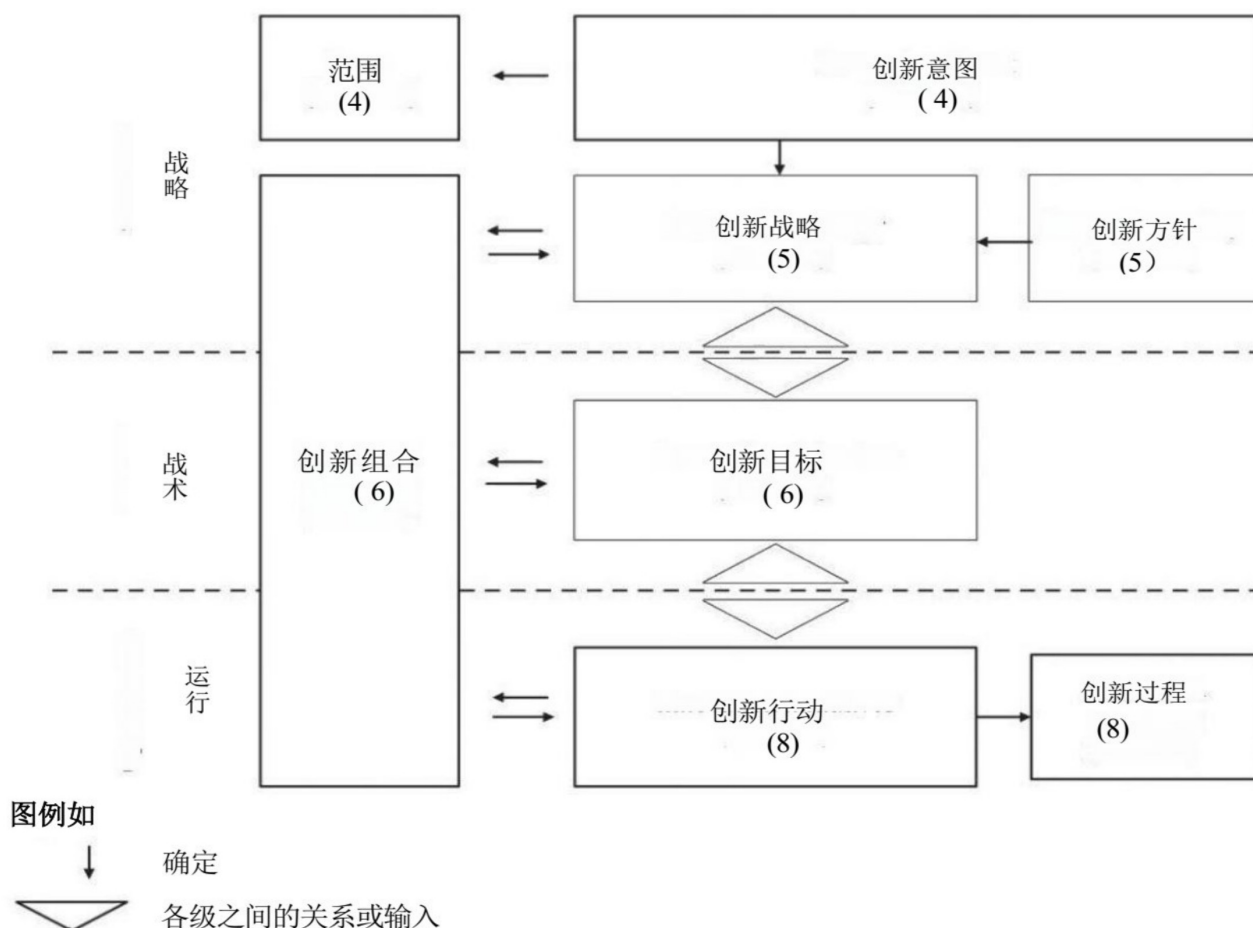 范围
(4)
创新意图
( 4)
战
略
创新战略
(5)
创新方针
(5）
战
术
创新组合
( 6)
创新目标
( 6)
运
行
创新行动
(8)
创新过程
(8)
图例如
确定
各级之间的关系或输入